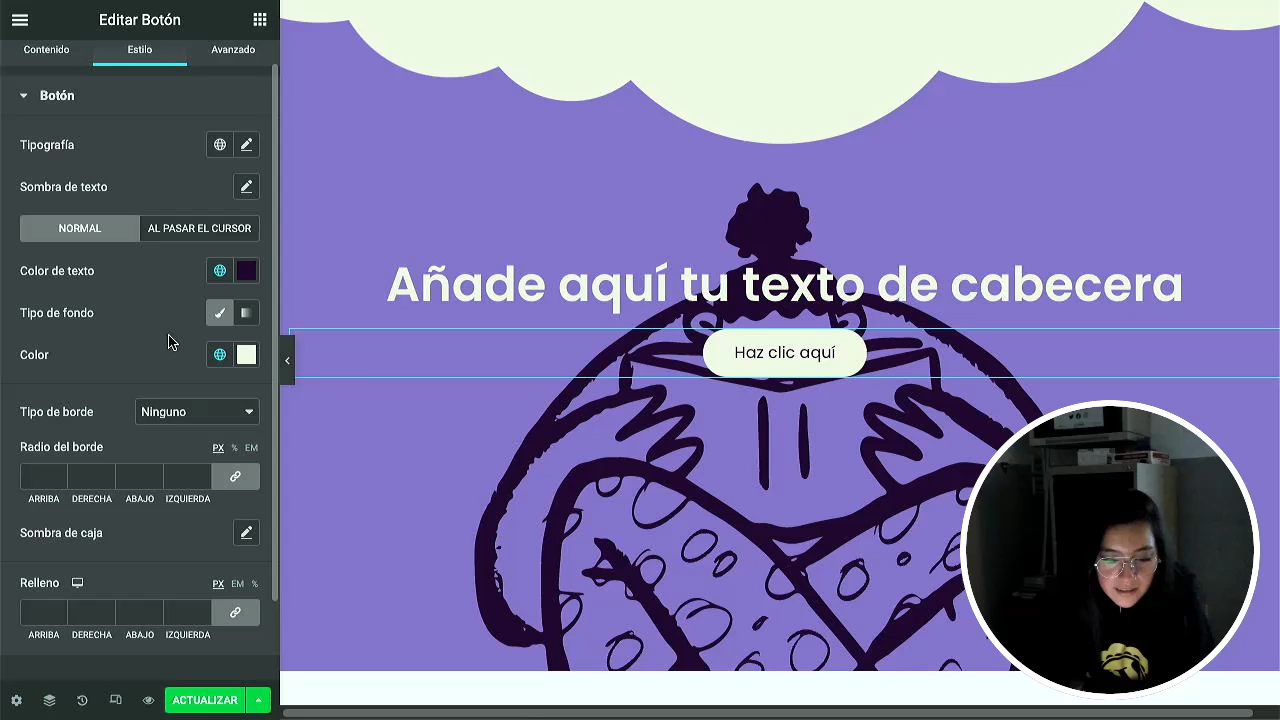 Editar Botón
Contenido
Estilo
Avanzado
Botón
Tipografía
Sombra de texto
NORMAL
AL PASAR EL CURSOR
Color de texto
Tipo de fondo
Color
Tipo de borde
Ninguno
Radio del borde
PX % EM
ARRIBA DERECHA ABAJO IZQUIERDA
Sombra de caja
Relleno
PX EM %
ARRIBA DERECHA ABAJO IZQUIERDA
ACTUALIZAR
Añade aquí tu texto de cabecera
Haz clic aquí